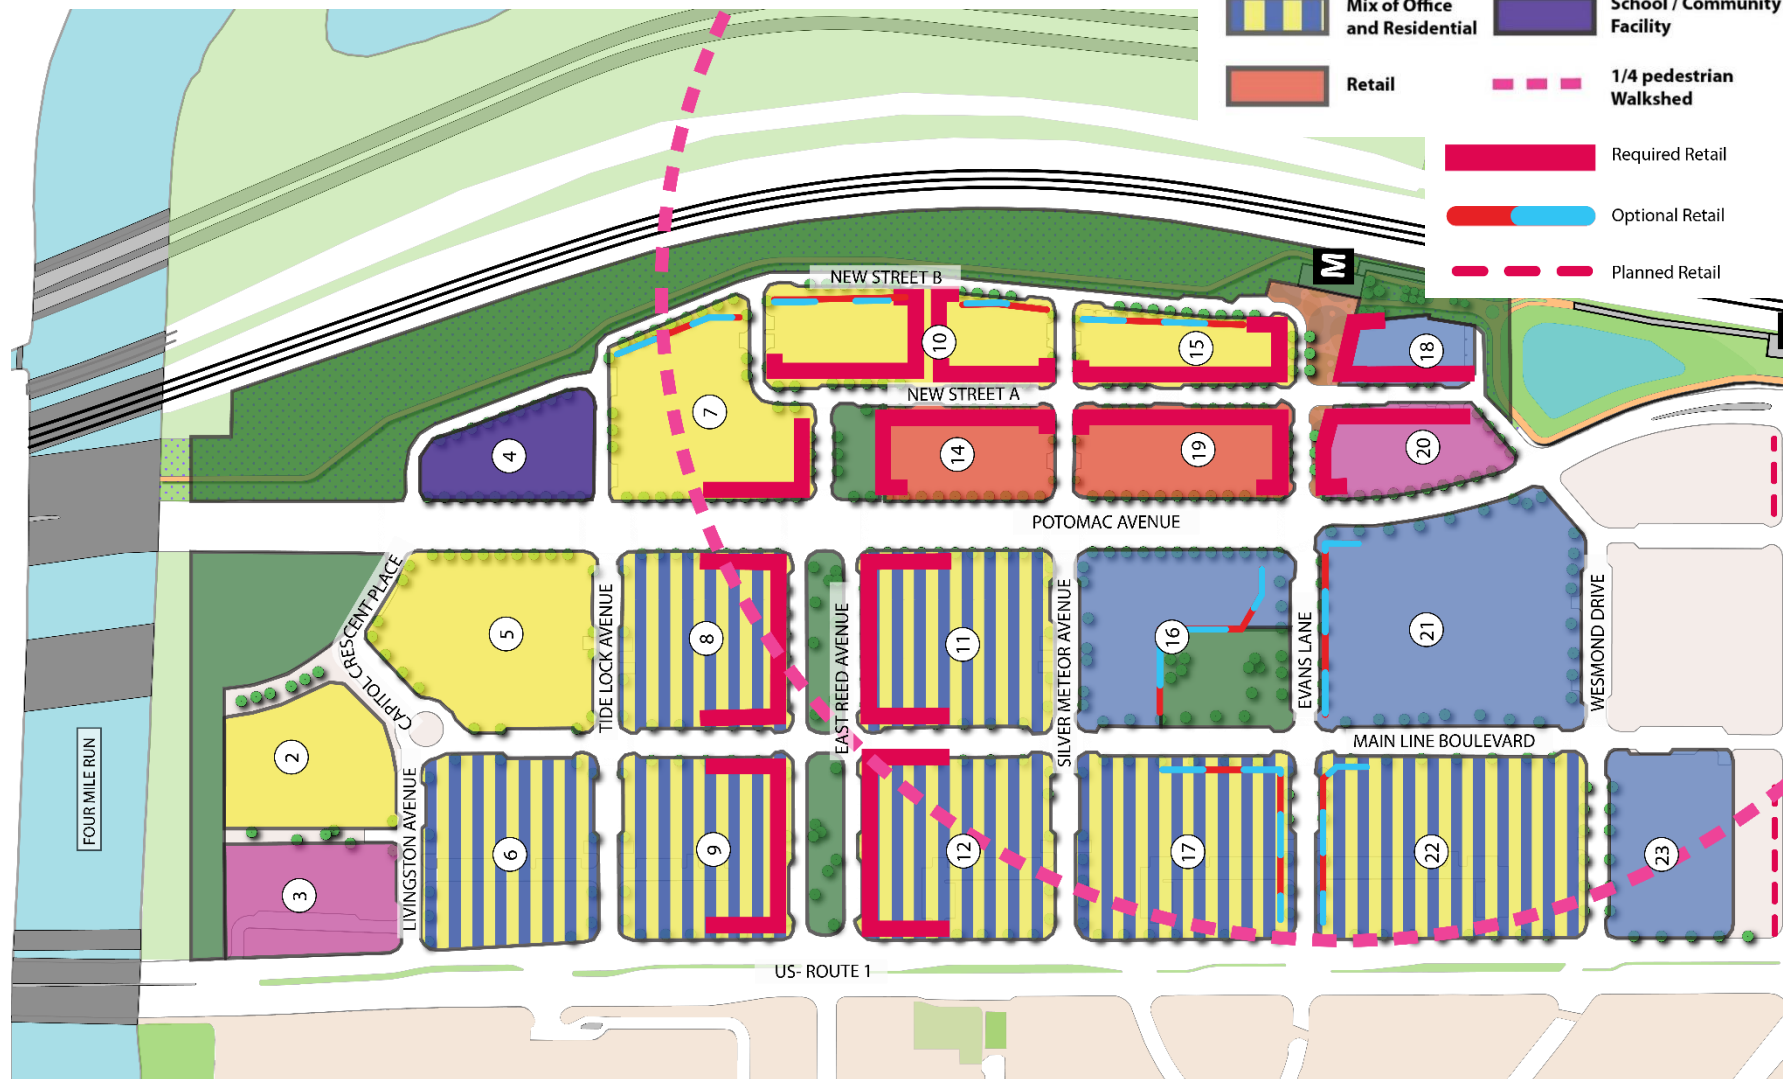 Mix of Office
and Residential
School / Community
Facility
Retail
1/4 pedestrian
Walkshed
Required Retail
Optional Retail
Planned Retail
M
NEW STREET B
10
15
18
7
NEW STREET A
4
14
19
20
POTOMAC AVENUE
CAPITOL CRESCENT PLACE
5
TIDE LOCK AVENUE
8
EAST REED AVENUE
11
SILVER METEOR AVENUE
16
EVANS LANE
21
WESMOND DRIVE
MAIN LINE BOULEVARD
FOUR MILE RUN
2
3
LIVINGSTON AVENUE
6
9
12
17
22
23
US- ROUTE 1